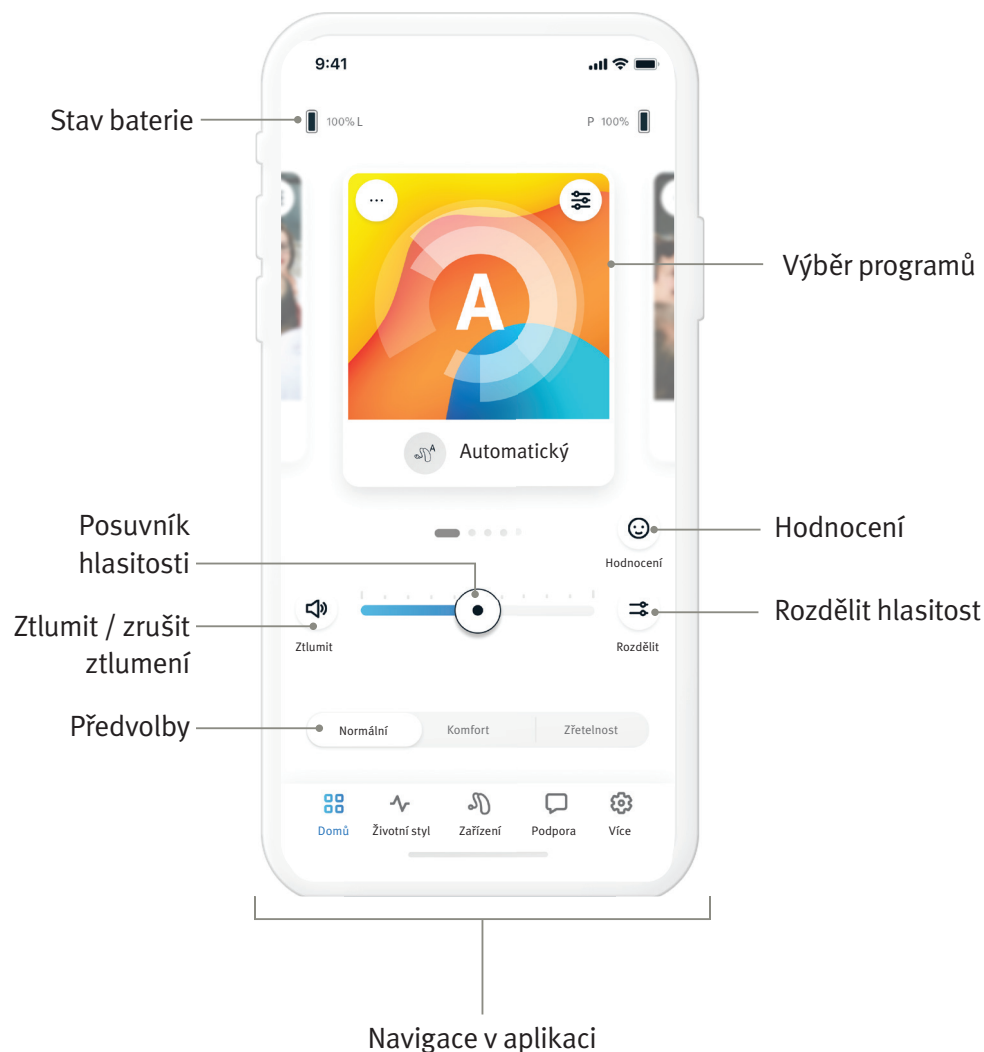 9:41
Stav baterie
100% L
P 100%
...
A
Výběr programů
A
Automatický
Posuvník
hlasitosti
Hodnocení
Hodnocení
Ztlumit / zrušit
ztlumení
Ztlumit
Rozdělit
Rozdělit hlasitost
Předvolby
Normální
Komfort
Zřetelnost
Domů
Životní styl
Zařízení
Podpora
Více
Navigace v aplikaci